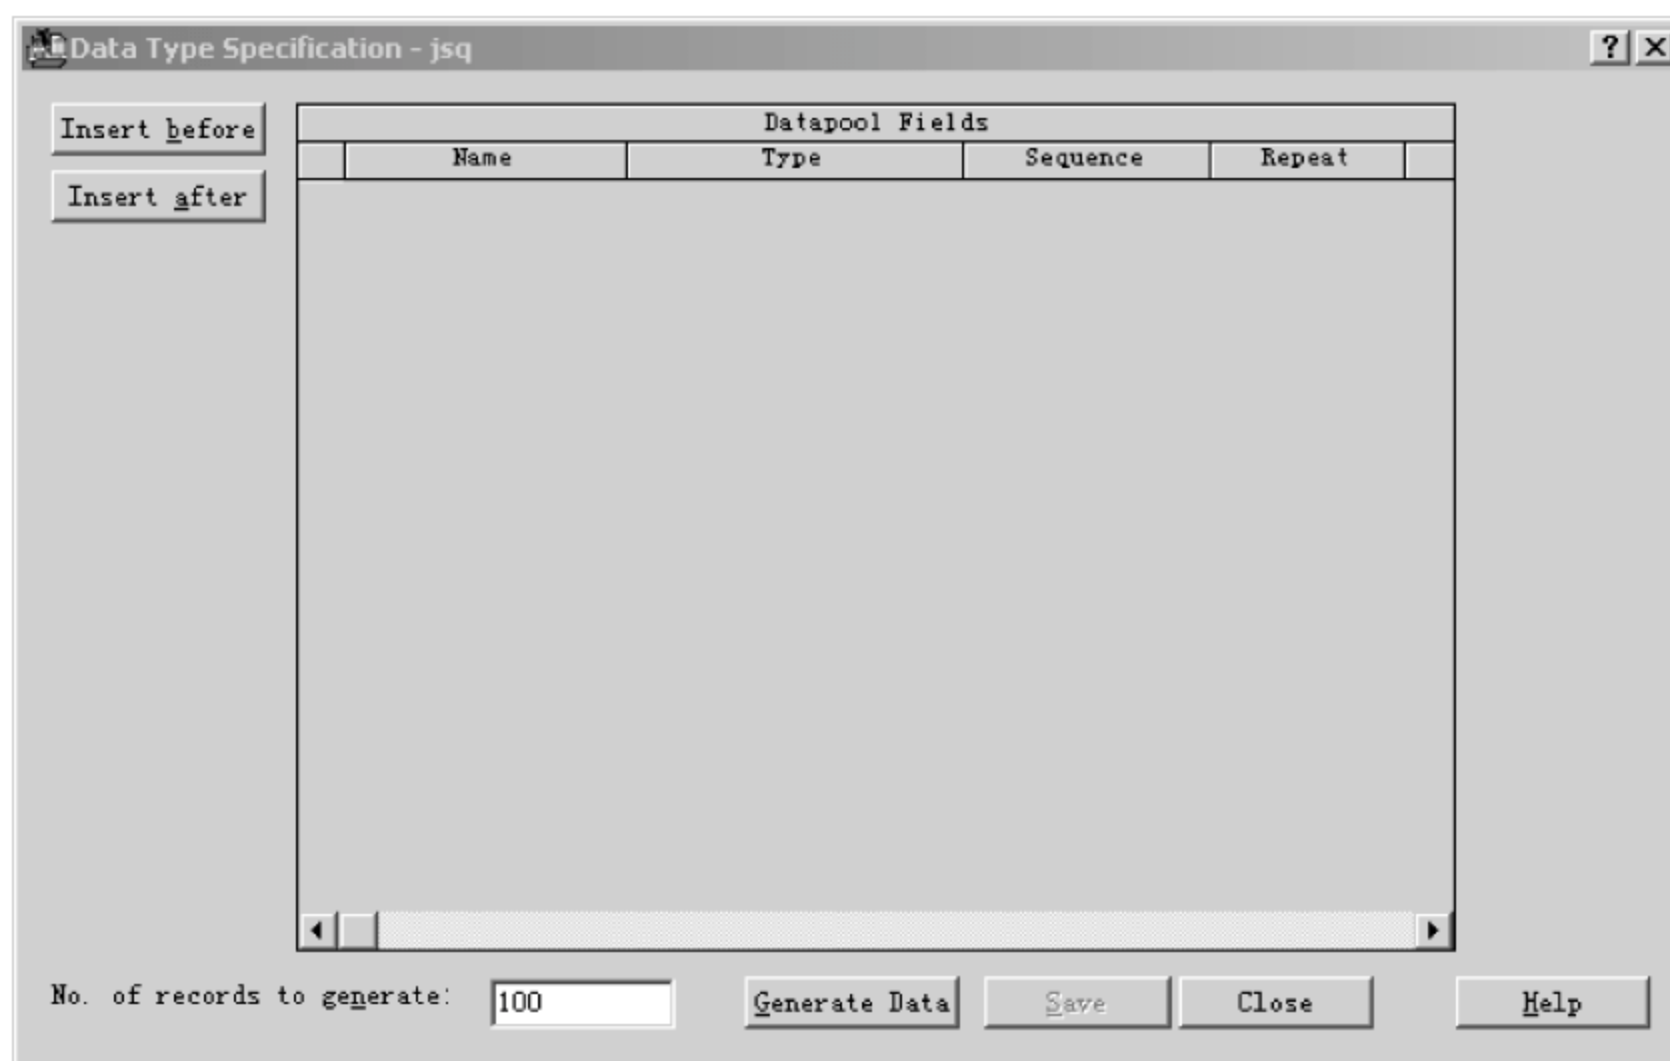 Data Type Specification - jsq
Insert before
Insert after
Datapool Fields
Name Type Sequence Repeat
No. of records to generate: 100 Generate Data Save Close Help